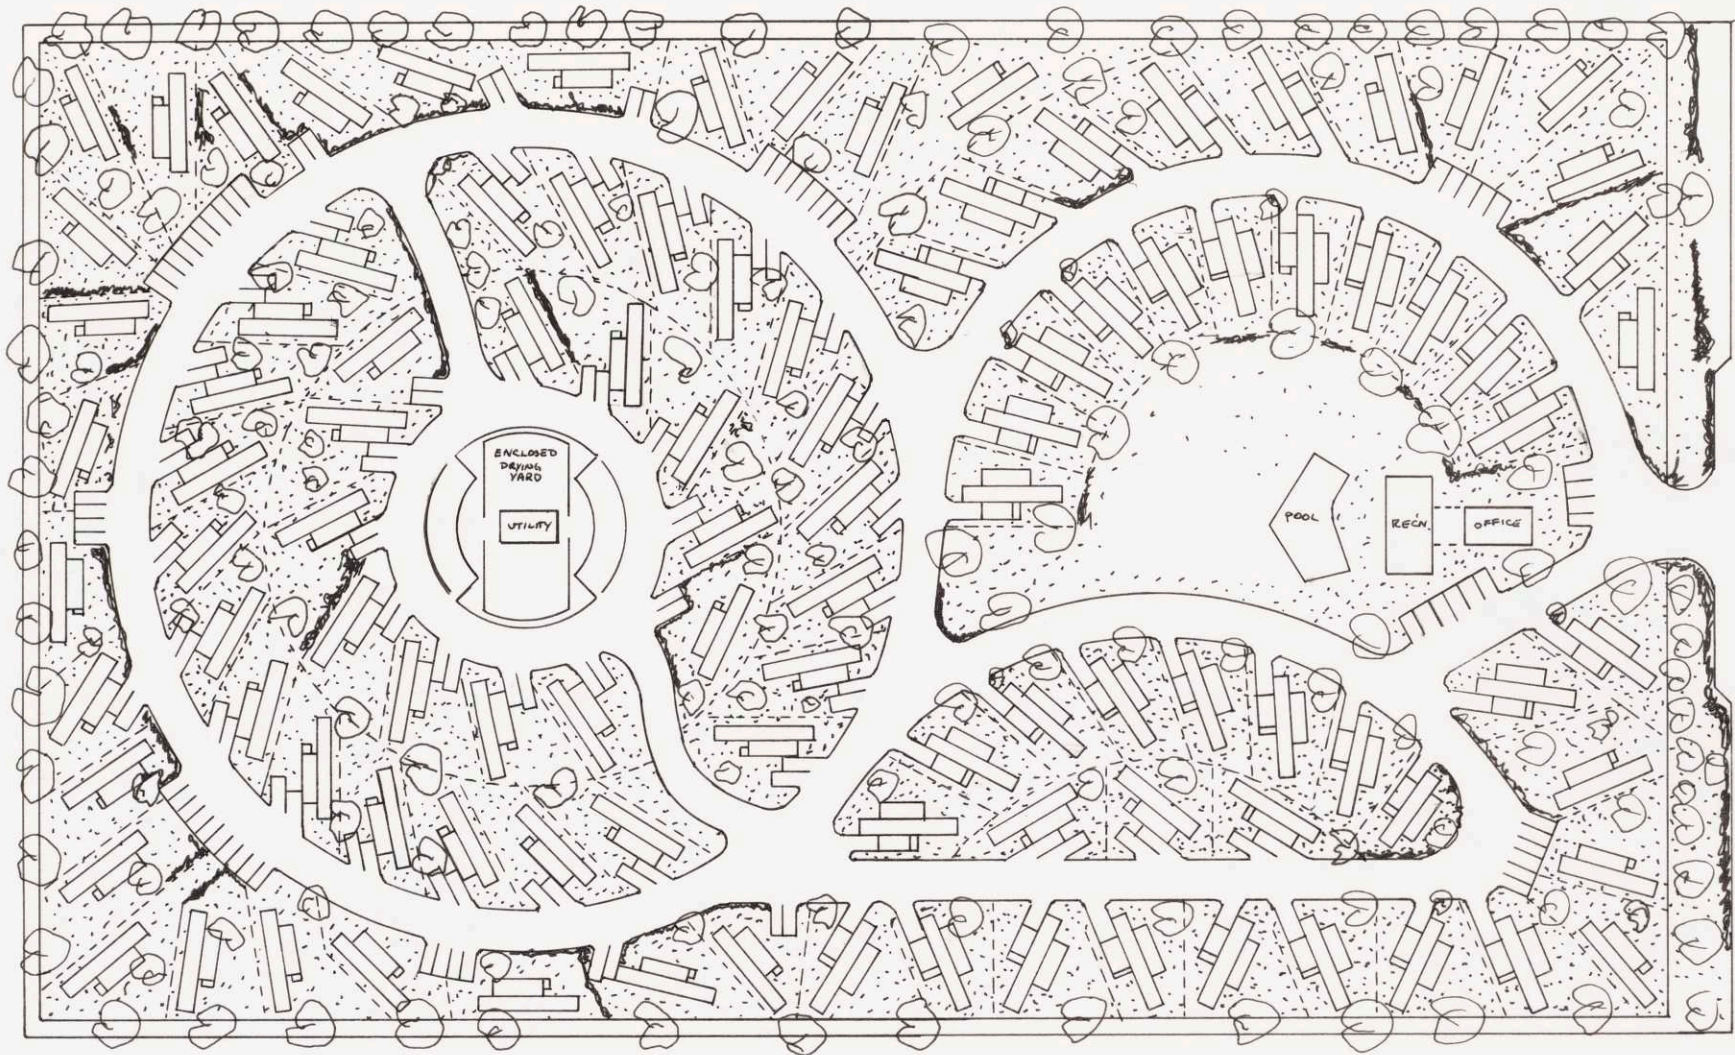 ENCLOSED
DRYING
YARD
UTILITY
POOL
REC'N.
OFFICE